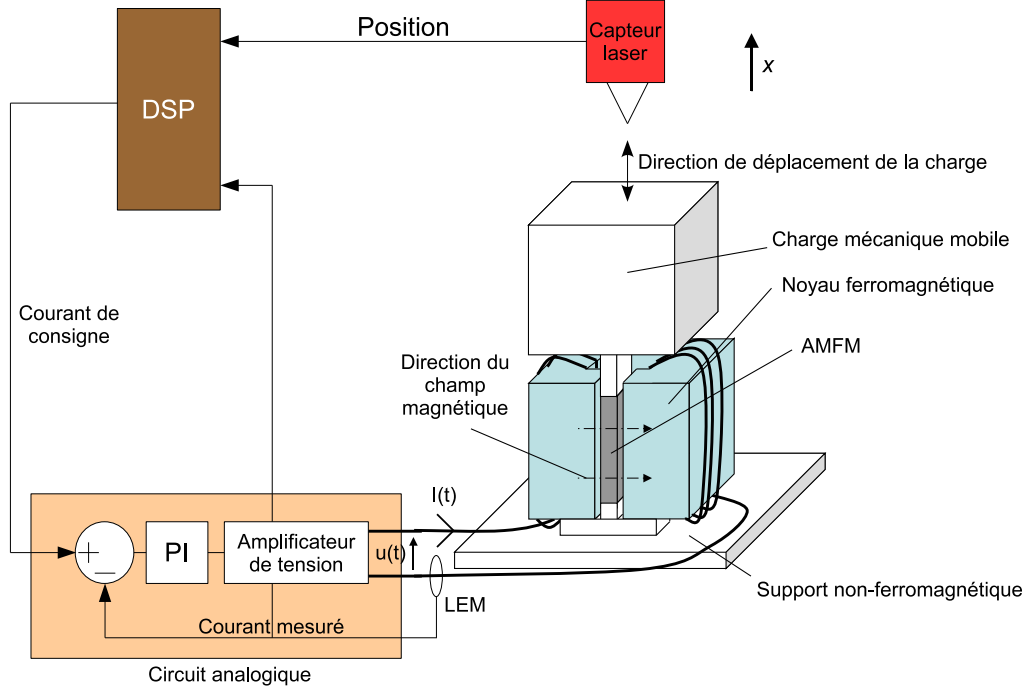 Position
Capteur
laser
x
DSP
Direction de déplacement de la charge
Charge mécanique mobile
Noyau ferromagnétique
Courant de
consigne
AMFM
Direction du
champ
magnétique
I(t)
PI
Amplificateur
de tension
u(t)
+
−
LEM
Support non-ferromagnétique
Courant mesuré
Circuit analogique